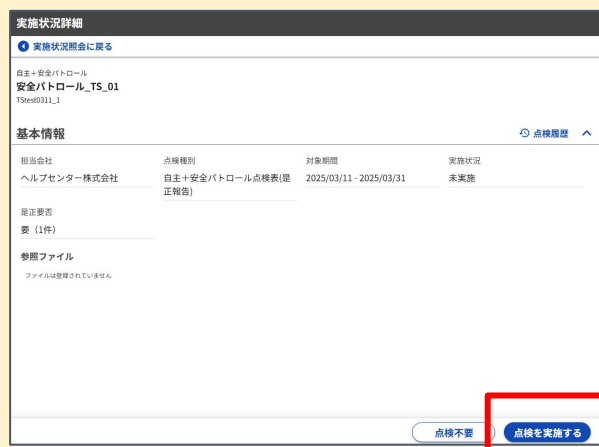 実施状況詳細
実施状況照会に戻る
自主+安全パトロール
安全パトロール_TS_01
TStest0311_1
基本情報
点検履歴
担当会社
点検種別
対象期間
実施状況
ヘルプセンター株式会社
自主+安全パトロール点検表(是
正報告)
2025/03/11 - 2025/03/31
未実施
是正要否
要（1件）
参照ファイル
ファイルは登録されていません
点検不要
点検を実施する